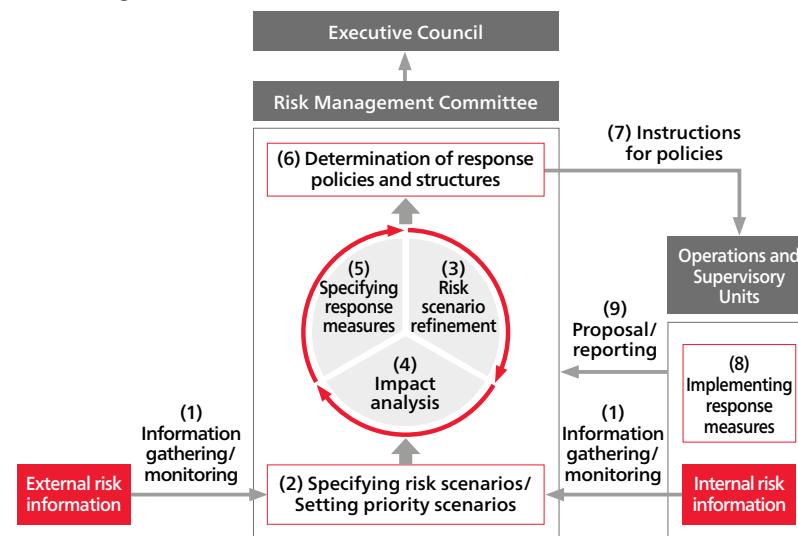 Executive Council
Risk Management Committee
(6) Determination of response
policies and structures
(7) Instructions
for policies
Operations and
Supervisory
Units
(5)
Specifying
response
measures
(3)
Risk
scenario
refinement
(4)
Impact
analysis
(9)
Proposal/
reporting
(8)
Implementing
response
measures
(1)
Information
gathering/
monitoring
(1)
Information
gathering/
monitoring
External risk
information
(2) Specifying risk scenarios/
Setting priority scenarios
Internal risk
information